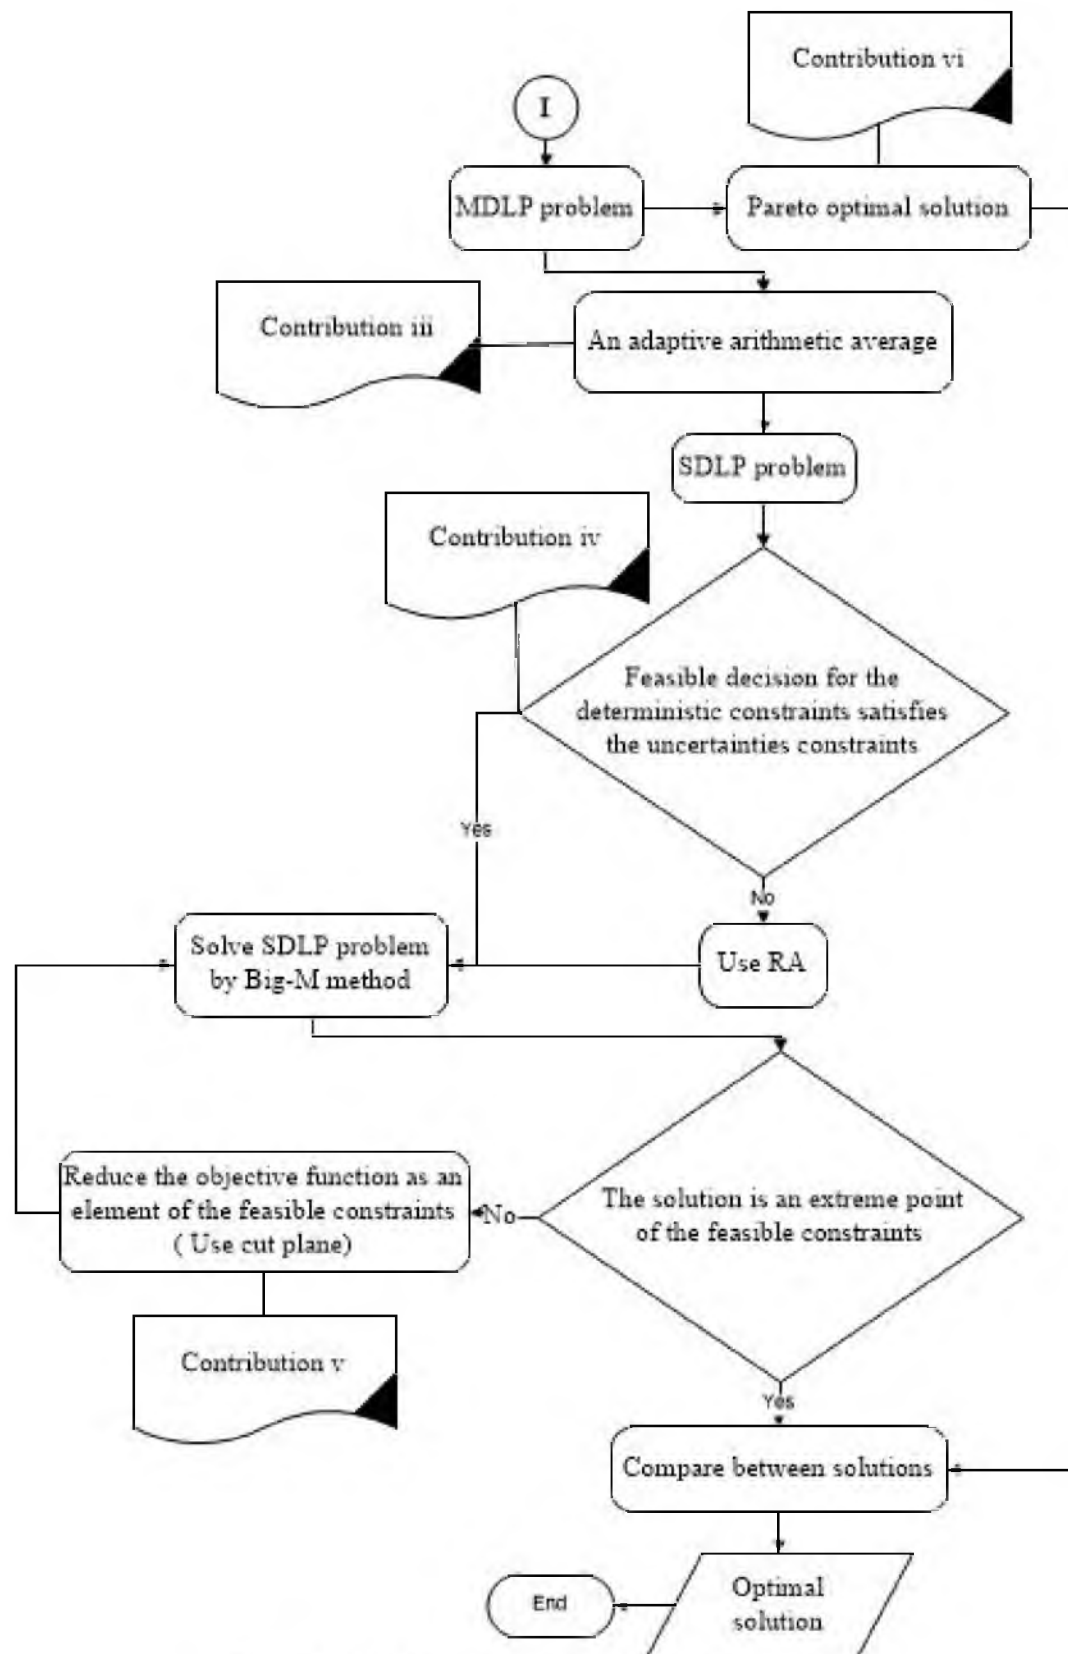 Contribution vi
I
MDLP problem
Pareto optimal solution
Contribution iii
An adaptive arithmetic average
SDLP problem
Contribution iv
Feasible decision for the
deterministic constraints satisfies
the uncertainties constraints
Yes
No
Solve SDLP problem
by Big-M method
Use RA
Reduce the objective function as an
element of the feasible constraints
( Use cut plane)
No
The solution is an extreme point
of the feasible constraints
Contribution v
Yes
Compare between solutions
Optimal
solution
End